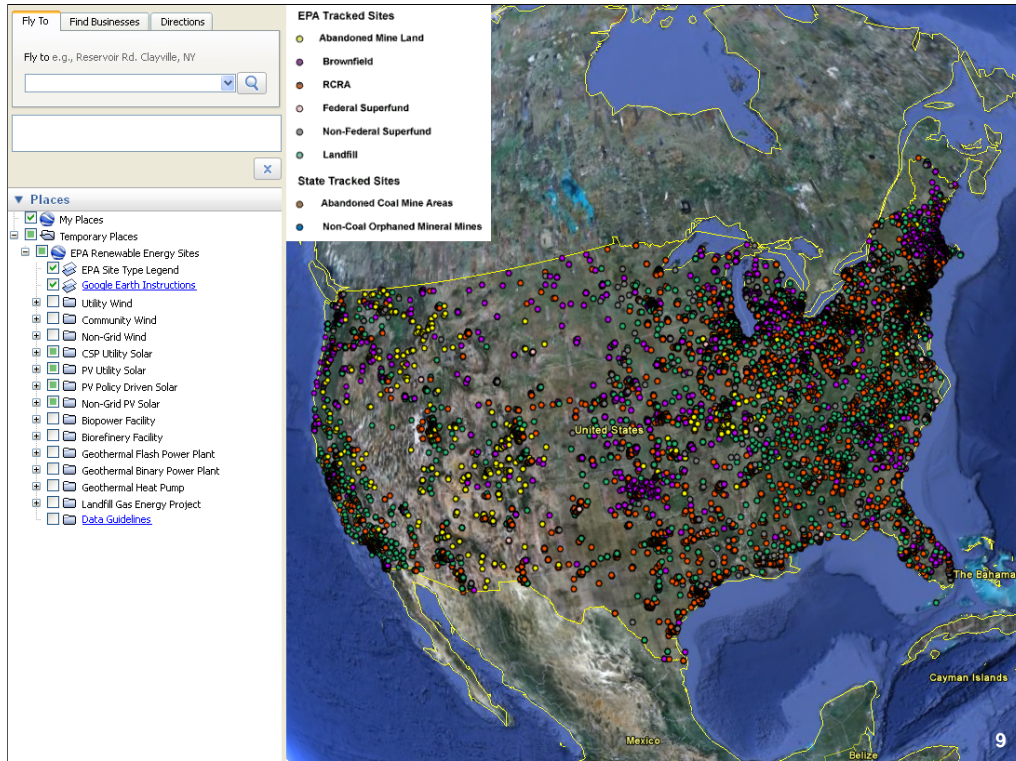 Fly To
Find Businesses
Directions
Fly to e.g., Reservoir Rd. Clayville, NY
Places
My Places
Temporary Places
EPA Renewable Energy Sites
EPA Site Type Legend
Google Earth Instructions
Utility Wind
Community Wind
Non-Grid Wind
CSP Utility Solar
PV Utility Solar
PV Policy Driven Solar
Non-Grid PV Solar
Biopower Facility
Biorefinery Facility
Geothermal Flash Power Plant
Geothermal Binary Power Plant
Geothermal Heat Pump
Landfill Gas Energy Project
Data Guidelines
EPA Tracked Sites
Abandoned Mine Land
Brownfield
RCRA
Federal Superfund
Non-Federal Superfund
Landfill
State Tracked Sites
Abandoned Coal Mine Areas
Non-Coal Orphaned Mineral Mines
United States
The Bahama
Cayman Islands
Mexico
Belize
9